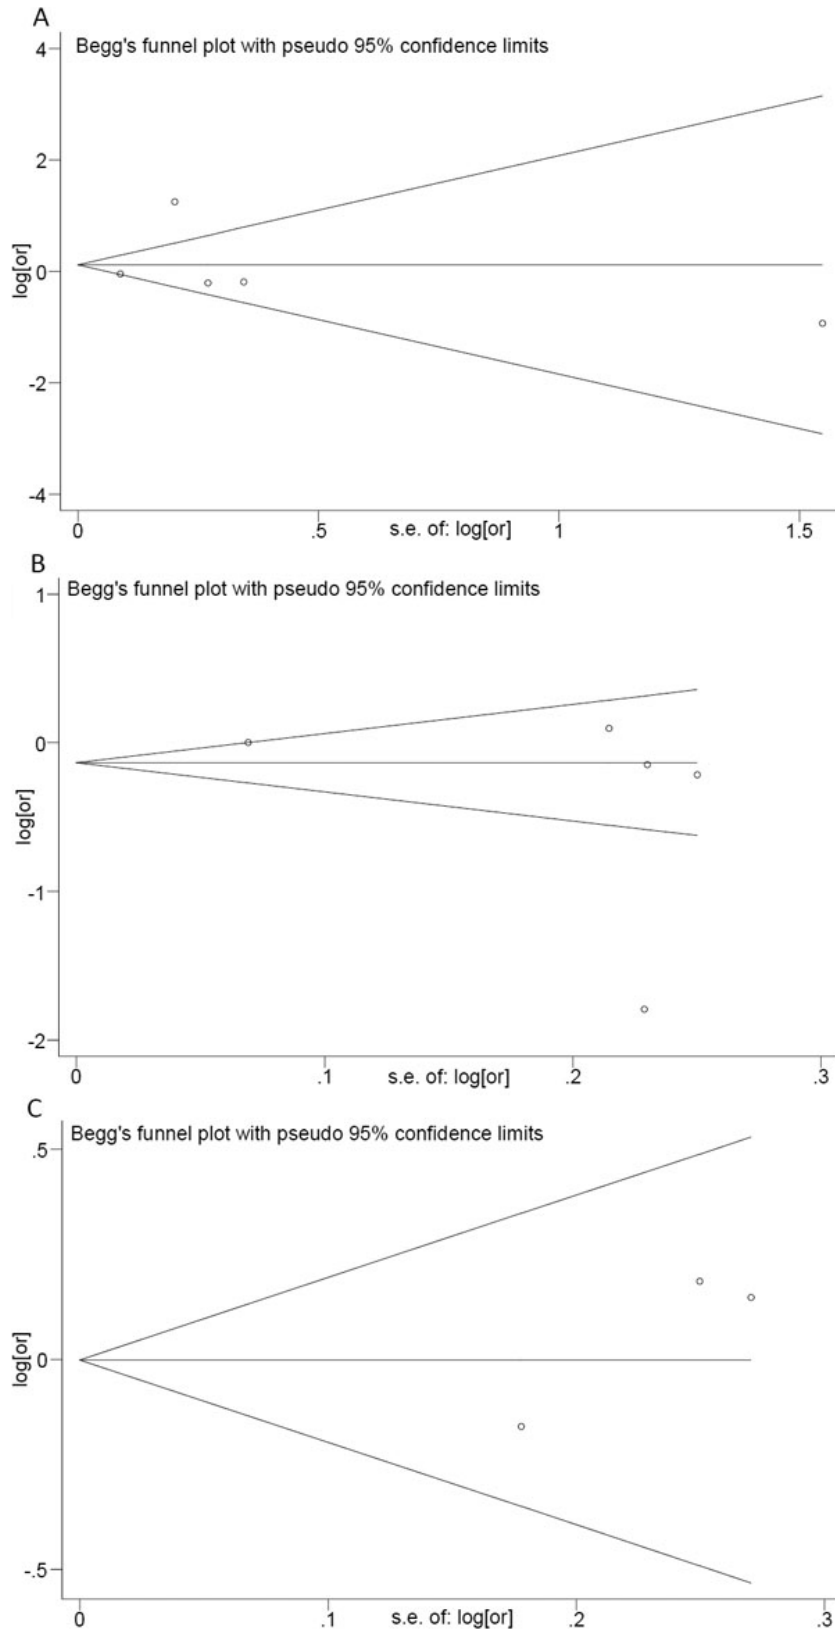 A
Begg's funnel plot with pseudo 95% confidence limits
4
2
0
-2
-4
log[or]
0 .5 1 1.5
s.e. of: log[or]
B
Begg's funnel plot with pseudo 95% confidence limits
1
0
-1
-2
log[or]
0 .1 .2 .3
s.e. of: log[or]
C
Begg's funnel plot with pseudo 95% confidence limits
.5
0
-.5
log[or]
0 .1 .2 .3
s.e. of: log[or]